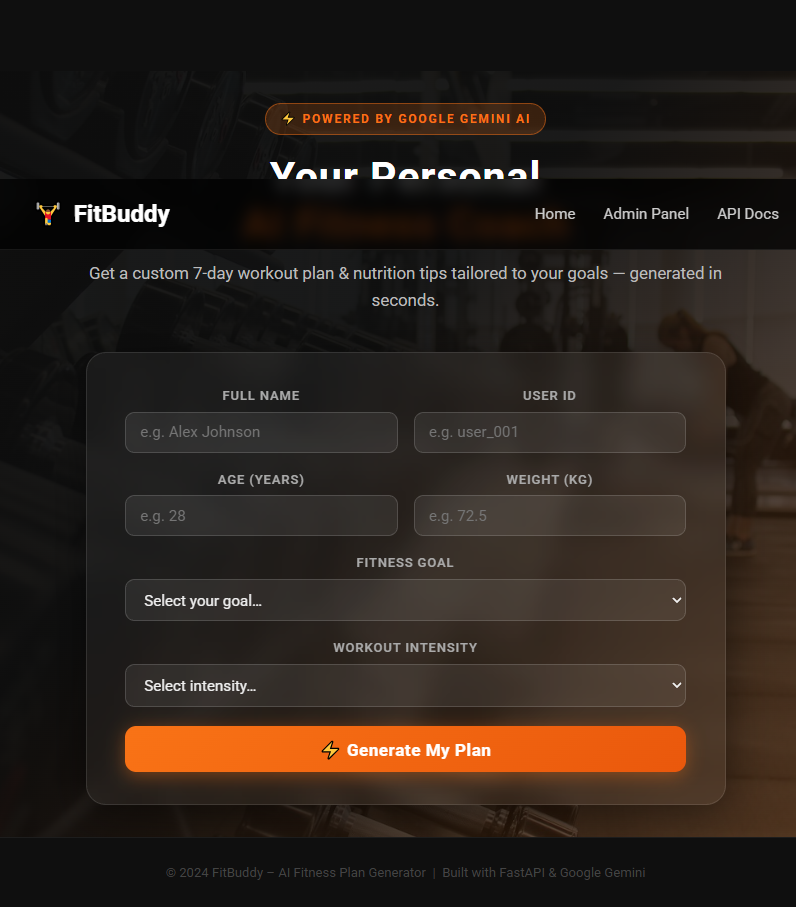 ⚡ POWERED BY GOOGLE GEMINI AI
Your Personal
FitBuddy
Home Admin Panel API Docs
AI Fitness Coach
Get a custom 7-day workout plan & nutrition tips tailored to your goals — generated in
seconds.
FULL NAME USER ID
e.g. Alex Johnson e.g. user_001
AGE (YEARS) WEIGHT (KG)
e.g. 28 e.g. 72.5
FITNESS GOAL
Select your goal...
WORKOUT INTENSITY
Select intensity...
⚡ Generate My Plan
© 2024 FitBuddy – AI Fitness Plan Generator | Built with FastAPI & Google Gemini